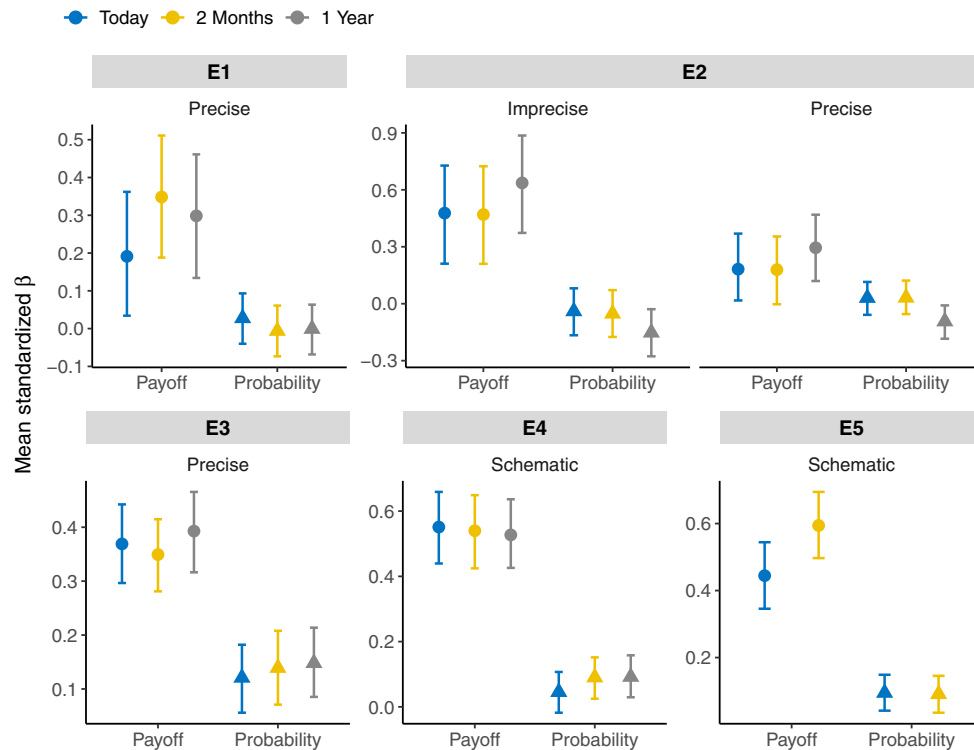 Today 2 Months 1 Year
Mean standardized β
E1
Precise
0.5
0.4
0.3
0.2
0.1
0.0
−0.1
Payoff Probability
E2
Imprecise Precise
0.9
0.6
0.3
0.0
−0.3
Payoff Probability Payoff Probability
E3
Precise
0.4
0.3
0.2
0.1
Payoff Probability
E4
Schematic
0.6
0.4
0.2
0.0
Payoff Probability
E5
Schematic
0.6
0.4
0.2
Payoff Probability